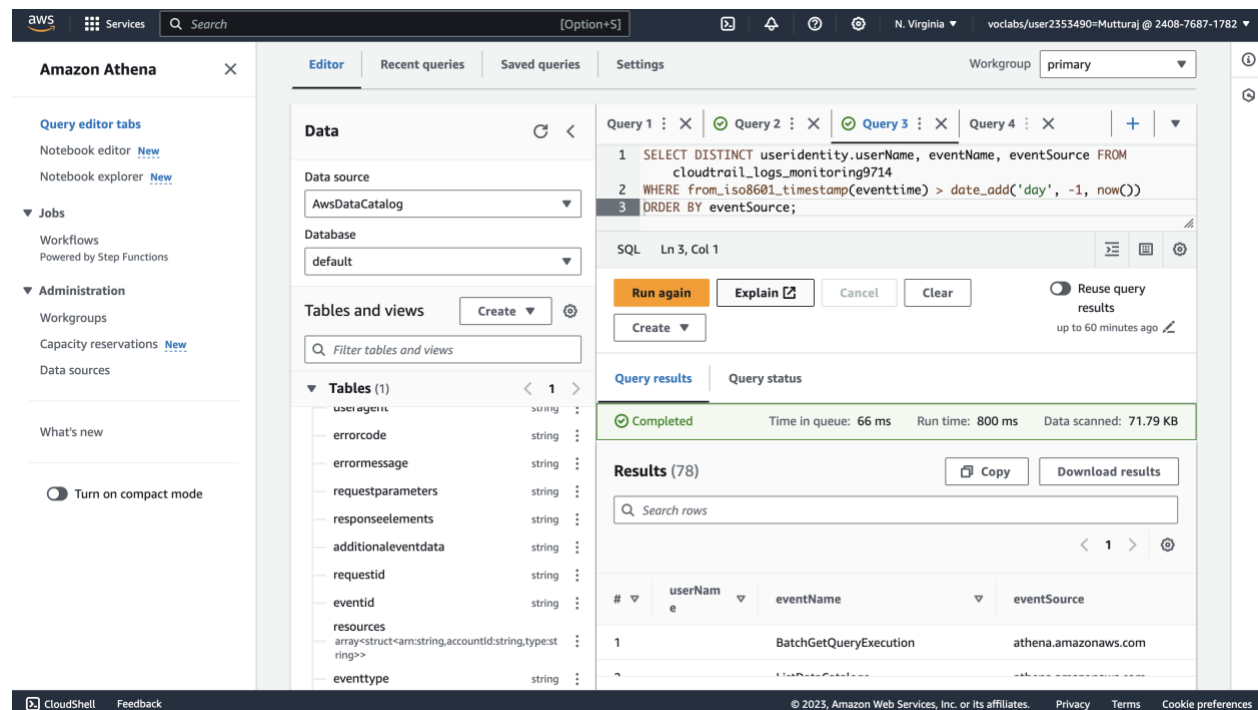 aws
Services
Search
[Option+S]
N. Virginia
voclabs/user2353490=Mutturaj @ 2408-7687-1782
Amazon Athena
Query editor tabs
Notebook editor New
Notebook explorer New
Jobs
Workflows
Powered by Step Functions
Administration
Workgroups
Capacity reservations New
Data sources
What's new
Turn on compact mode
Editor
Recent queries
Saved queries
Settings
Workgroup
primary
Data
Data source
AwsDataCatalog
Database
default
Tables and views
Create
Filter tables and views
Tables (1)
1
useragent string
errorcode string
errormessage string
requestparameters string
responseelements string
additionaleventdata string
requestid string
eventid string
resources
array<struct<arn:string,accountId:string,type:st
ring>>
eventtype string
Query 1
Query 2
Query 3
Query 4
1 SELECT DISTINCT useridentity.userName, eventName, eventSource FROM
cloudtrail_logs_monitoring9714
2 WHERE from_iso8601_timestamp(eventtime) > date_add('day', -1, now())
3 ORDER BY eventSource;
SQL Ln 3, Col 1
Run again
Explain
Cancel
Clear
Create
Reuse query
results
up to 60 minutes ago
Query results
Query status
Completed
Time in queue: 66 ms
Run time: 800 ms
Data scanned: 71.79 KB
Results (78)
Copy
Download results
Search rows
1
# userNam
e eventName eventSource
1 BatchGetQueryExecution athena.amazonaws.com
CloudShell
Feedback
© 2023, Amazon Web Services, Inc. or its affiliates.
Privacy
Terms
Cookie preferences